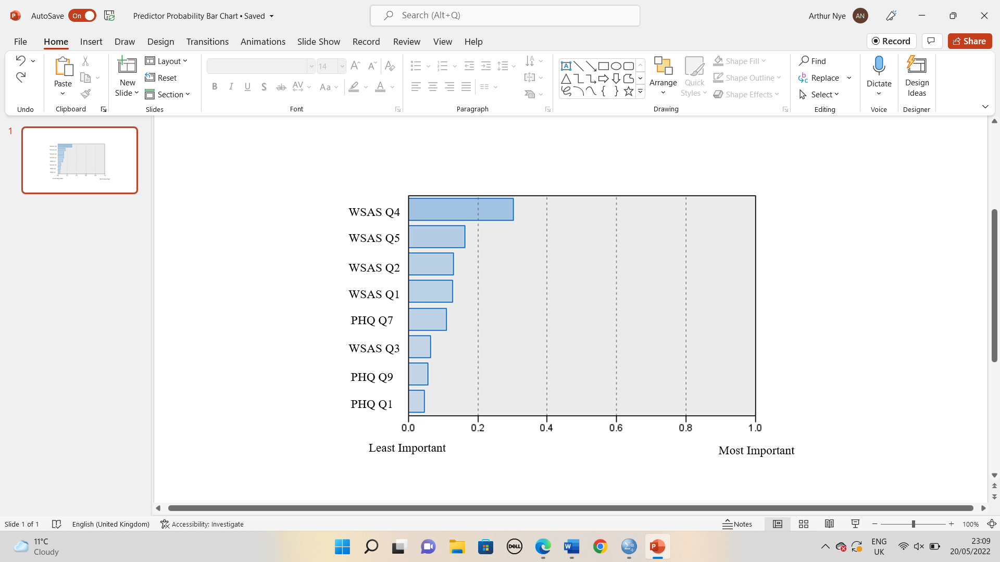 AutoSave On Predictor Probability Bar Chart • Saved Search (Alt+Q) Arthur Nye AN
File Home Insert Draw Design Transitions Animations Slide Show Record Review View Help Record Share
Undo
Paste
Clipboard
New Slide
Layout
Reset
Section
Slides
14
Font
Paragraph
Arrange
Quick Styles
Shape Fill
Shape Outline
Shape Effects
Drawing
Find
Replace
Select
Editing
Dictate
Voice
Design Ideas
Designer
1
WSAS Q4
WSAS Q5
WSAS Q2
WSAS Q1
PHQ Q7
WSAS Q3
PHQ Q9
PHQ Q1
0.0 0.2 0.4 0.6 0.8 1.0
Least Important Most Important
Slide 1 of 1 English (United Kingdom) Accessibility: Investigate Notes 100%
11°C
Cloudy
DELL
ENG
UK
23:09
20/05/2022